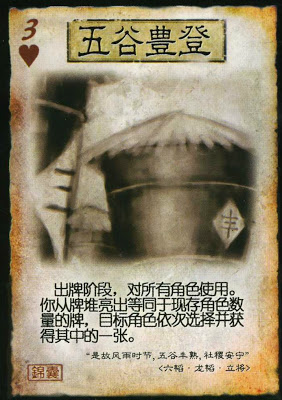 3
五谷豐登
丰
出牌阶段，对所有角色使用。
你从牌堆亮出等同于现存角色数
量的牌，目标角色依次选择并获
得其中的一张。
“是故风雨时节，五谷丰熟，社稷安宁”
《六韬·龙韬·立将》
錦囊